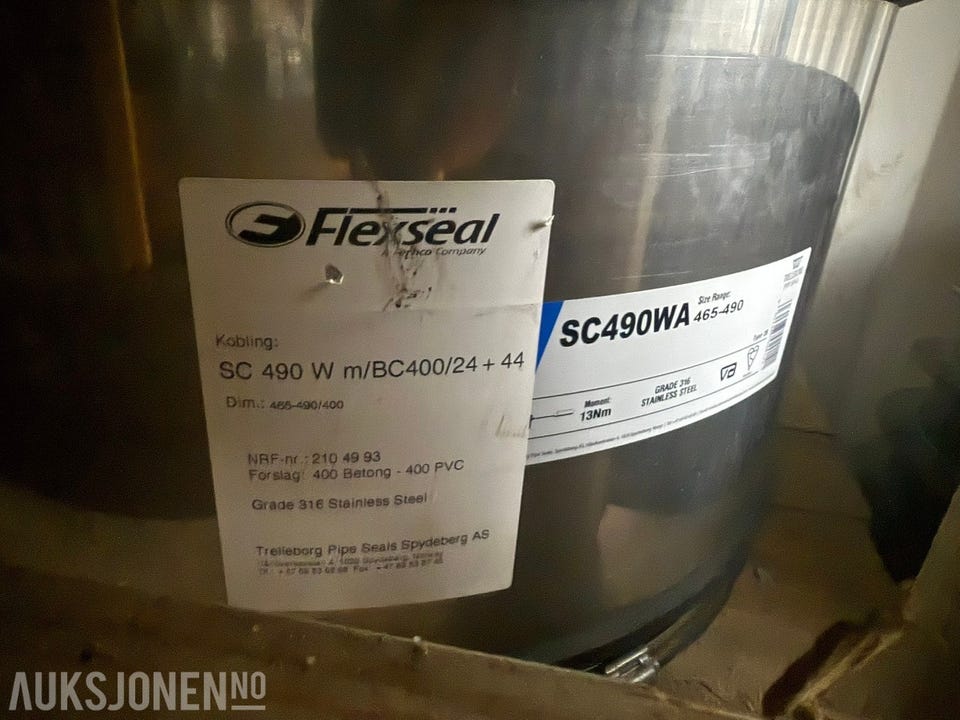 Flexseal
A Fernco Company
Kobling:
SC 490 W m/BC400/24 + 44
Dim.: 465-490/400
NRF-nr.: 210 49 93
Forslag: 400 Betong - 400 PVC
Grade 316 Stainless Steel
Trelleborg Pipe Seals Spydeberg AS
SC490WA
Size Range:
465-490
Moment:
13Nm
GRADE 316
STAINLESS STEEL
AUKSJONEN.NO